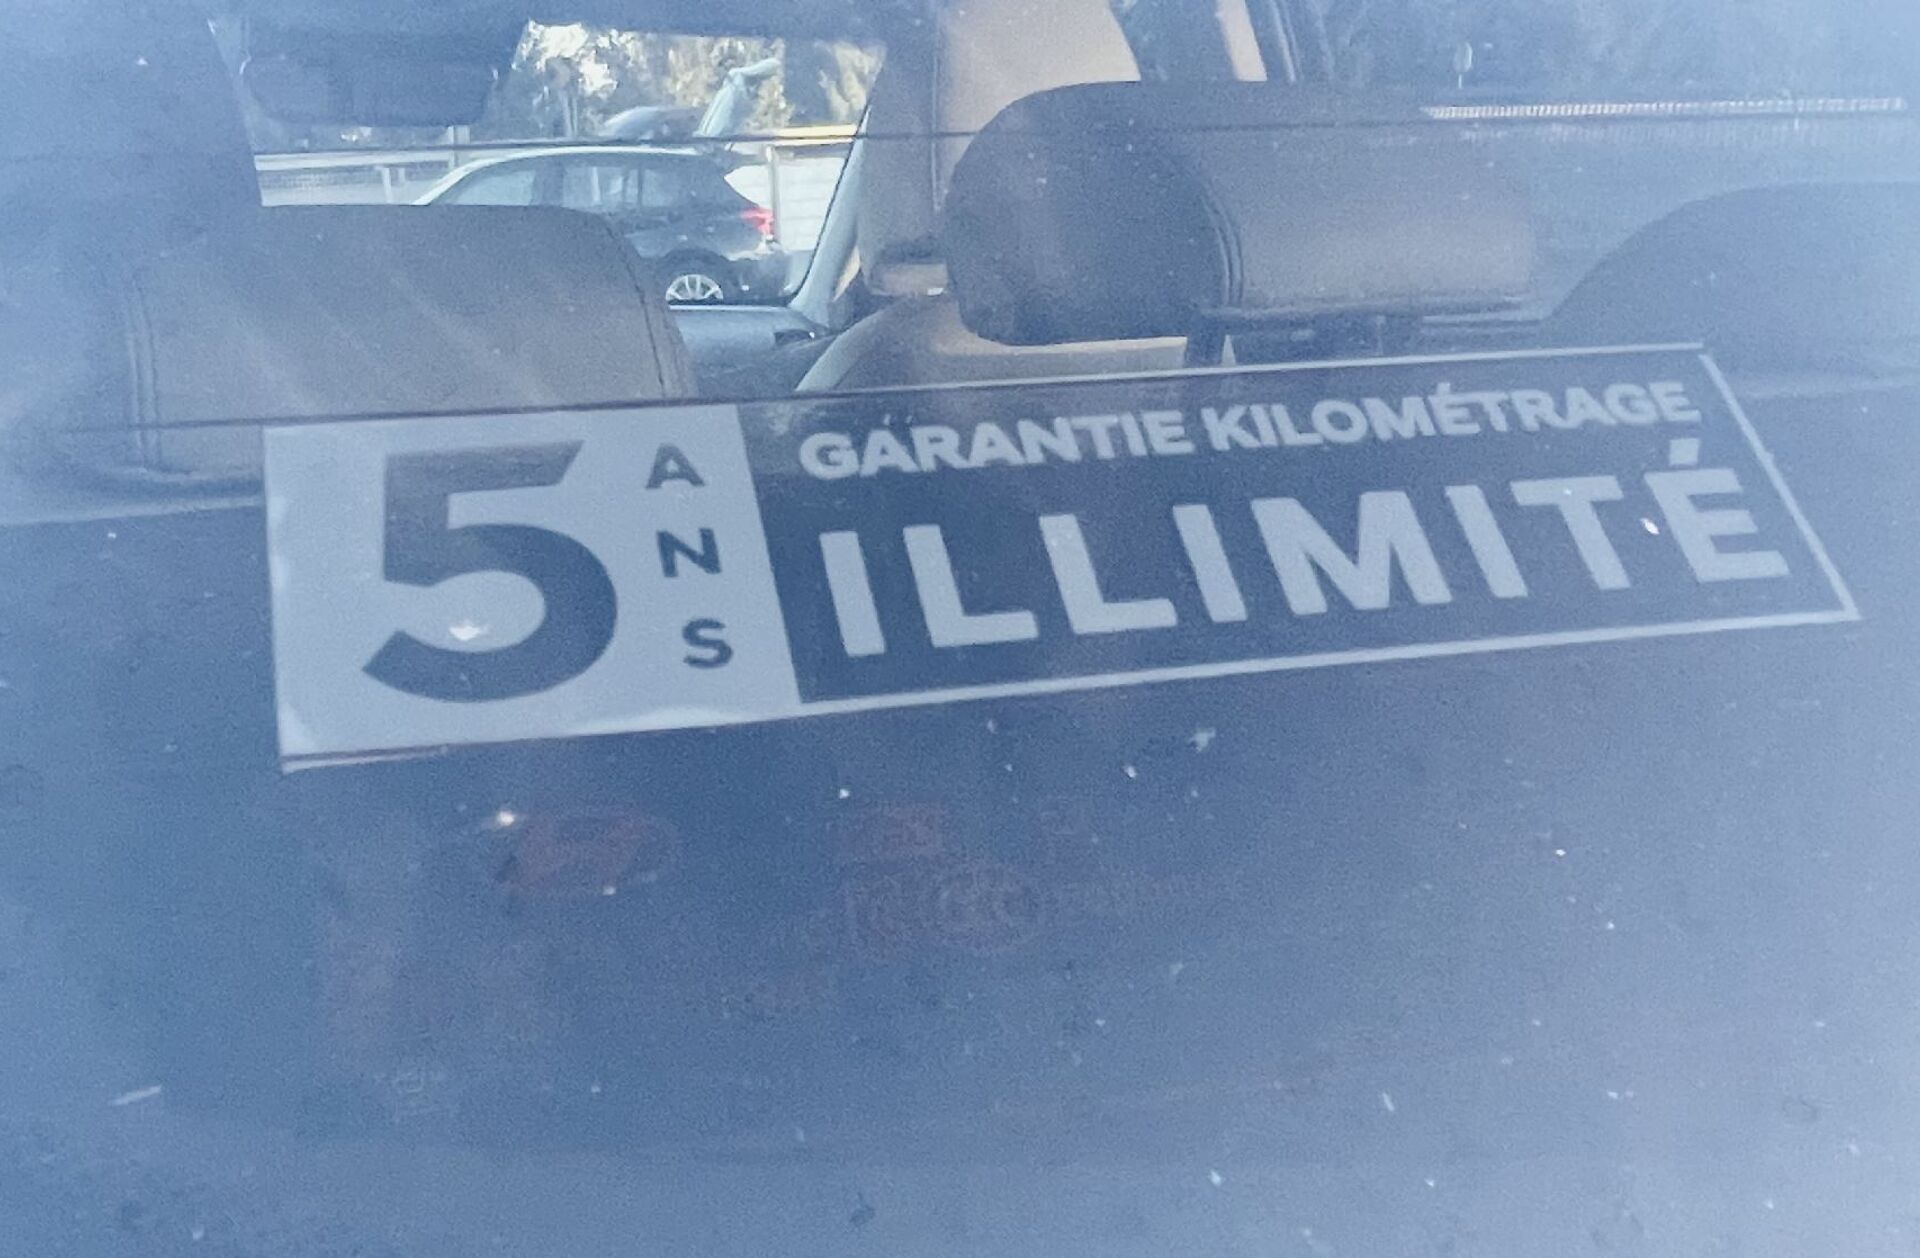 5 ANS
GARANTIE KILOMÉTRAGE
ILLIMITÉ